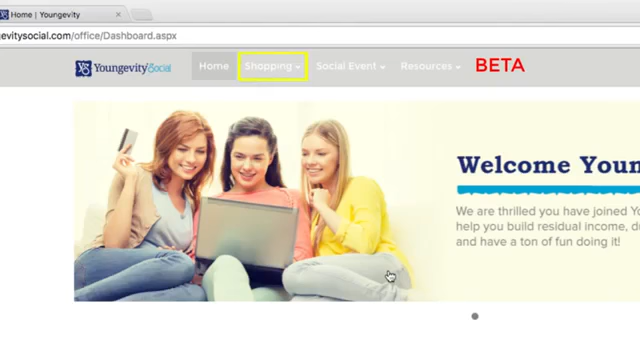 Home | Youngevity
evitysocial.com/office/Dashboard.aspx
Youngevity Social
Home Shopping Social Event Resources BETA
Welcome Youn
We are thrilled you have joined Yo
help you build residual income, d
and have a ton of fun doing it!